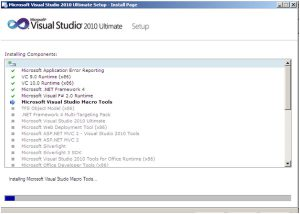 Microsoft Visual Studio 2010 Ultimate Setup - Install Page
Microsoft
Visual Studio 2010 Ultimate Setup
Installing Components:
Microsoft Application Error Reporting
VC 9.0 Runtime (x86)
VC 10.0 Runtime (x86)
Microsoft .NET Framework 4
Microsoft Visual F# 2.0 Runtime
Microsoft Visual Studio Macro Tools
TFS Object Model (x86)
.NET Framework 4 Multi-Targeting Pack
Microsoft Visual Studio 2010 Ultimate
Microsoft Web Deployment Tool (x86)
Microsoft ASP.NET MVC 2 - Visual Studio 2010 Tools
Microsoft ASP.NET MVC 2
Microsoft Silverlight
Microsoft Silverlight 3 SDK
Microsoft Visual Studio 2010 Tools for Office Runtime (x86)
Microsoft Office Developer Tools (x86)
Installing Microsoft Visual Studio Macro Tools...